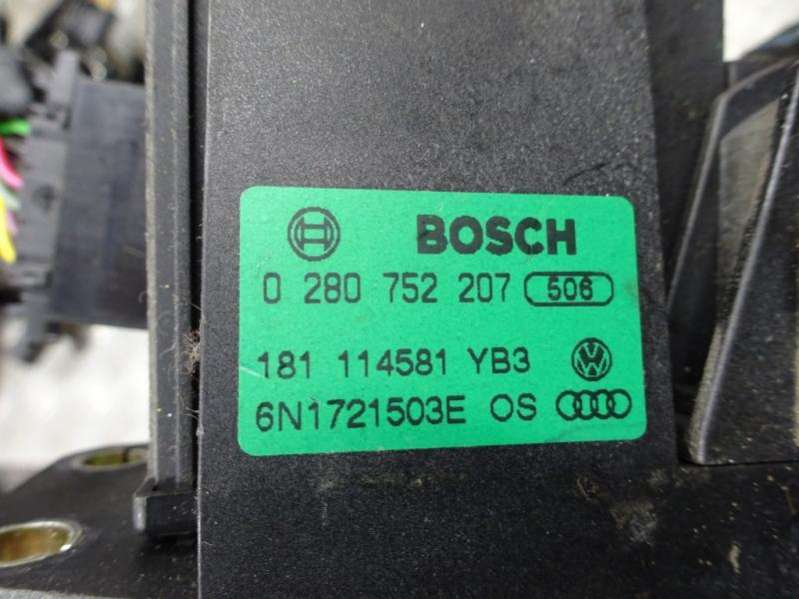 BOSCH
0 280 752 207 506
181 114581 YB3
6N1721503E OS